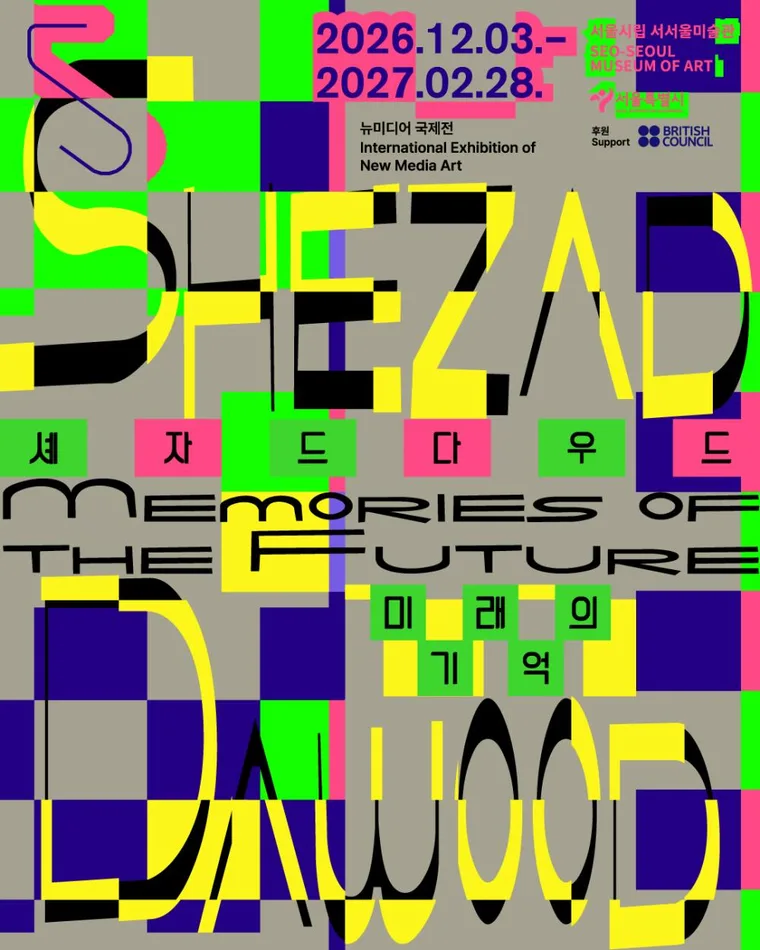 2026.12.03.–
2027.02.28.
서울시립 서서울미술관
SEO-SEOUL
MUSEUM OF ART
서울특별시
뉴미디어 국제전
International Exhibition of
New Media Art
후원
Support
BRITISH
COUNCIL
SHEZAD
셰자드 다우드
MEMORIES OF
THE FUTURE
미래의
기억
DAWOOD